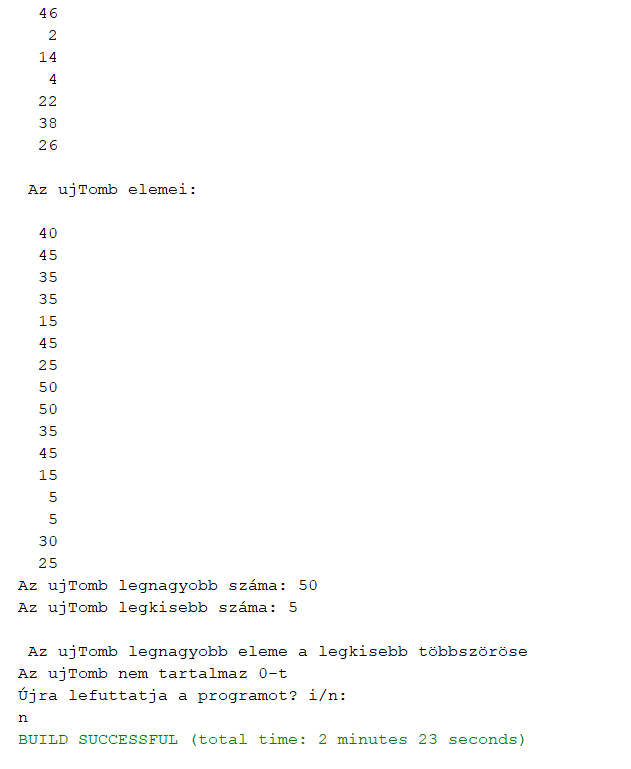 46
2
14
4
22
38
26
Az ujTomb elemei:
40
45
35
35
15
45
25
50
50
35
45
15
5
5
30
25
Az ujTomb legnagyobb száma: 50
Az ujTomb legkisebb száma: 5
Az ujTomb legnagyobb eleme a legkisebb többszöröse
Az ujTomb nem tartalmaz 0-t
Újra lefuttatja a programot? i/n:
n
BUILD SUCCESSFUL (total time: 2 minutes 23 seconds)